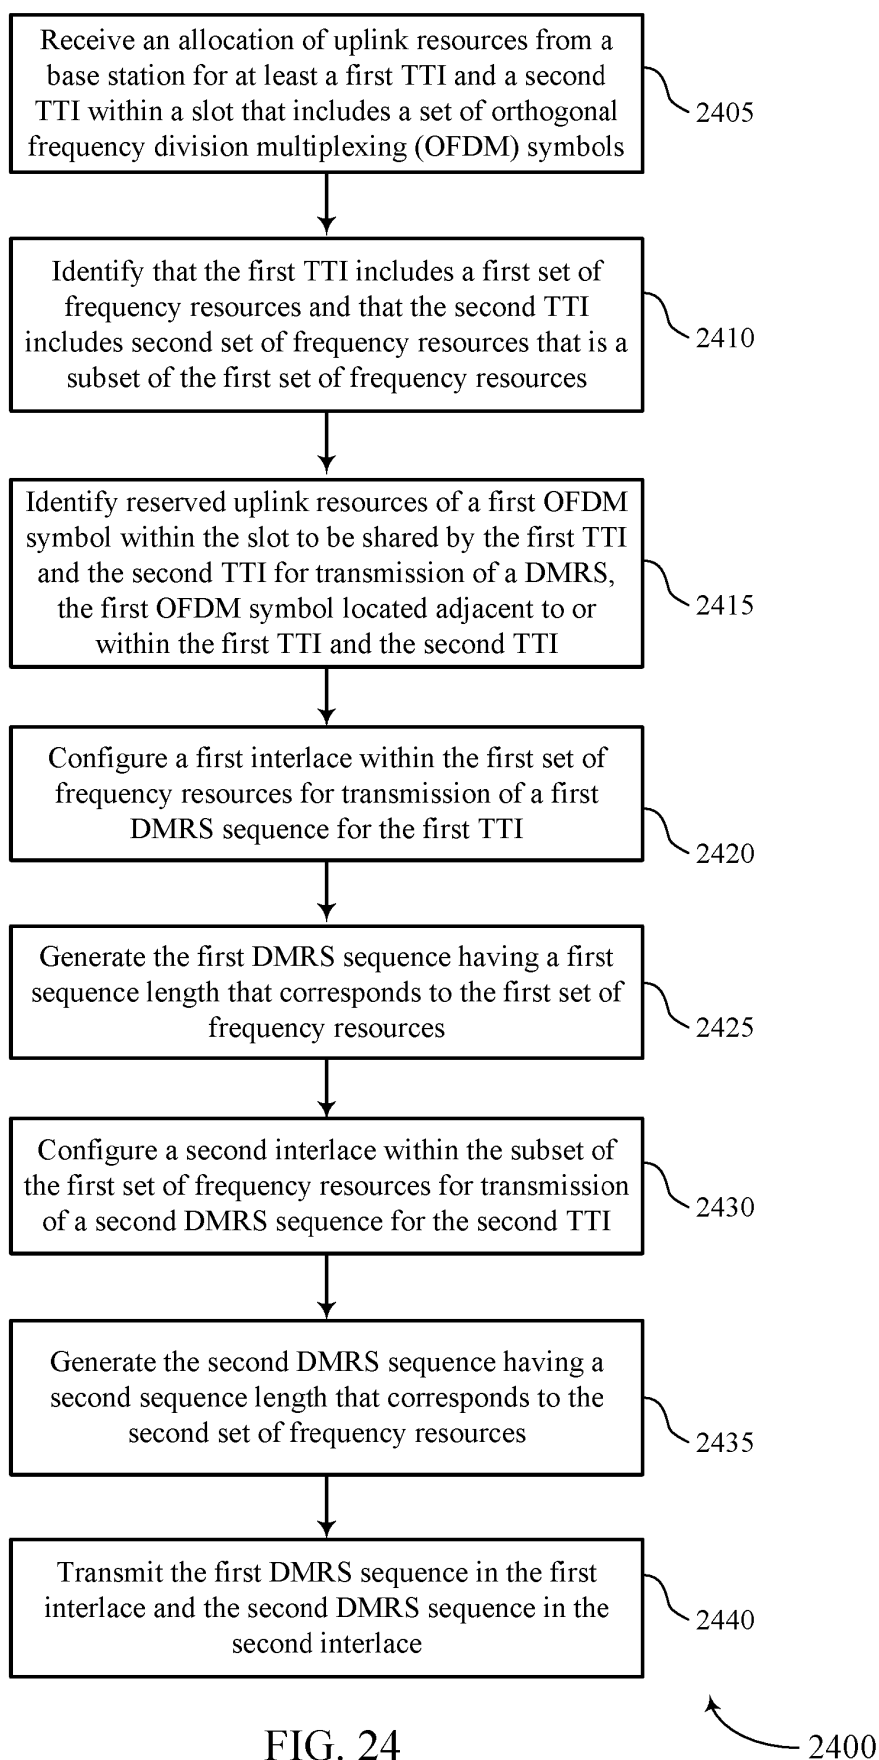 Receive an allocation of uplink resources from a
base station for at least a first TTI and a second
TTI within a slot that includes a set of orthogonal
frequency division multiplexing (OFDM) symbols
2405
Identify that the first TTI includes a first set of
frequency resources and that the second TTI
includes second set of frequency resources that is a
subset of the first set of frequency resources
2410
Identify reserved uplink resources of a first OFDM
symbol within the slot to be shared by the first TTI
and the second TTI for transmission of a DMRS,
the first OFDM symbol located adjacent to or
within the first TTI and the second TTI
2415
Configure a first interlace within the first set of
frequency resources for transmission of a first
DMRS sequence for the first TTI
2420
Generate the first DMRS sequence having a first
sequence length that corresponds to the first set of
frequency resources
2425
Configure a second interlace within the subset of
the first set of frequency resources for transmission
of a second DMRS sequence for the second TTI
2430
Generate the second DMRS sequence having a
second sequence length that corresponds to the
second set of frequency resources
2435
Transmit the first DMRS sequence in the first
interlace and the second DMRS sequence in the
second interlace
2440
FIG. 24
2400